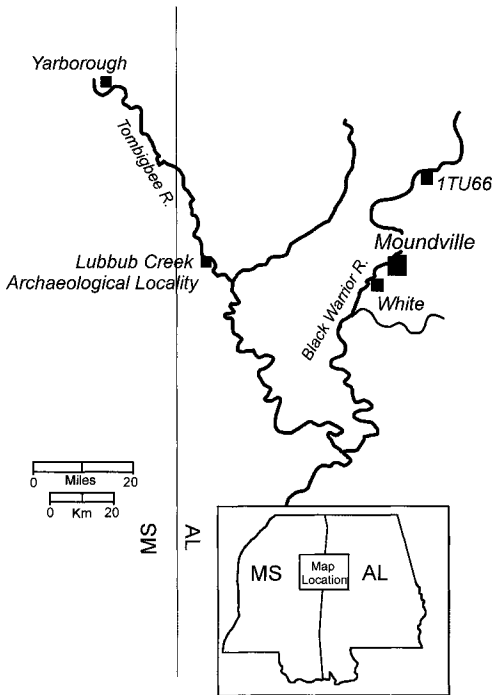 Yarborough
Tombigbee R.
1TU66
Moundville
Lubbub Creek
Archaeological Locality
White
Black Warrior R.
0 Miles 20
0 Km 20
MS
AL
MS
Map
Location
AL